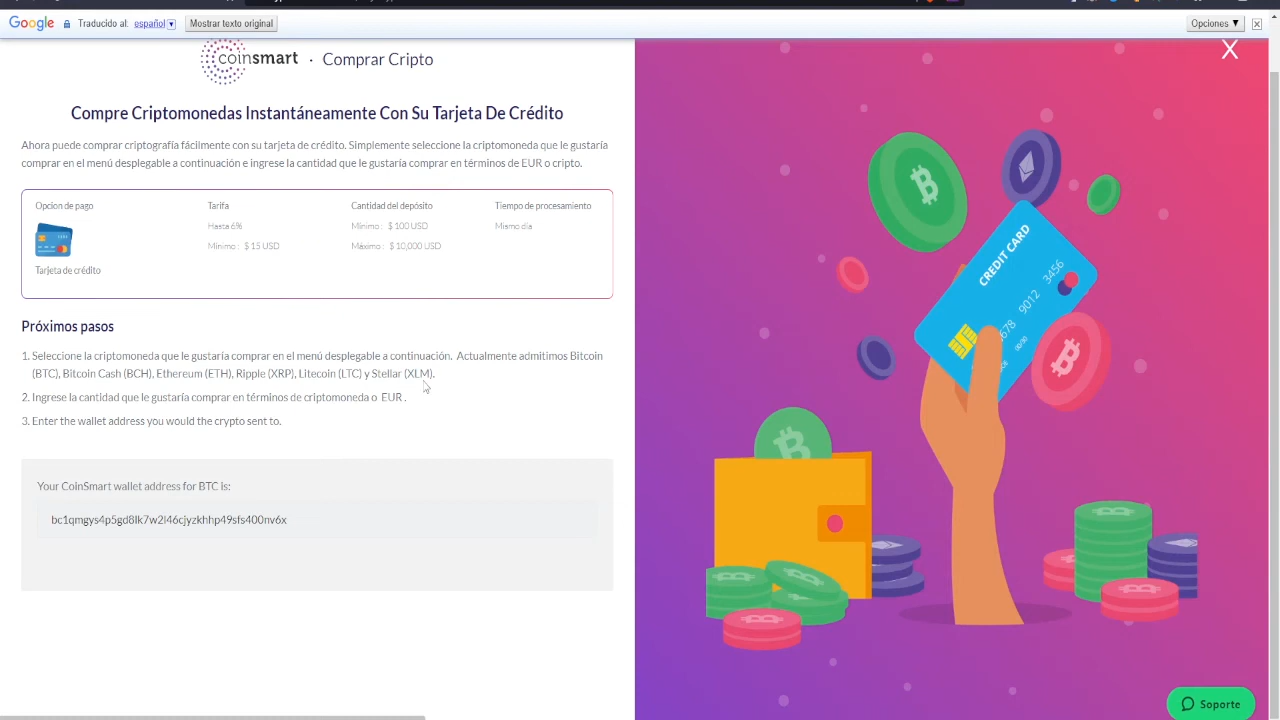 Google Traducido al: español ▼ Mostrar texto original Opciones ▼
coinsmart · Comprar Cripto
X
Compre Criptomonedas Instantáneamente Con Su Tarjeta De Crédito
Ahora puede comprar criptografía fácilmente con su tarjeta de crédito. Simplemente seleccione la criptomoneda que le gustaría
comprar en el menú desplegable a continuación e ingrese la cantidad que le gustaría comprar en términos de EUR o cripto.
Opcion de pago Tarifa Cantidad del depósito Tiempo de procesamiento
Hasta 6% Mínimo : $ 100 USD Mismo día
Mínimo : $ 15 USD Máximo : $ 10,000 USD
Tarjeta de crédito
Próximos pasos
1. Seleccione la criptomoneda que le gustaría comprar en el menú desplegable a continuación. Actualmente admitimos Bitcoin
(BTC), Bitcoin Cash (BCH), Ethereum (ETH), Ripple (XRP), Litecoin (LTC) y Stellar (XLM).
2. Ingrese la cantidad que le gustaría comprar en términos de criptomoneda o EUR .
3. Enter the wallet address you would the crypto sent to.
Your CoinSmart wallet address for BTC is:
bc1qmgys4p5gd8lk7w2l46cjyzkhhp49sfs400nv6x
CREDIT CARD
678 9012 3456
00/00
Soporte